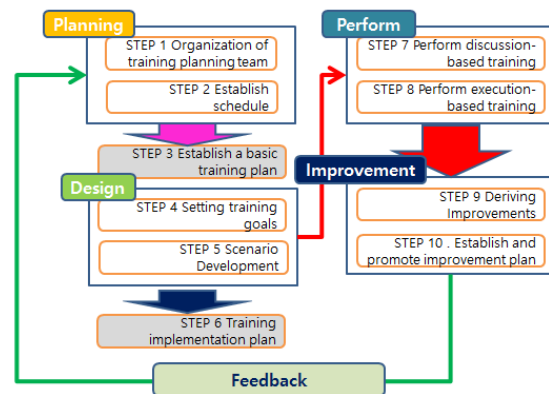 Planning
STEP 1 Organization of
training planning team
STEP 2 Establish
schedule
STEP 3 Establish a basic
training plan
Design
STEP 4 Setting training
goals
STEP 5 Scenario
Development
STEP 6 Training
implementation plan
Perform
STEP 7 Perform discussion-
based training
STEP 8 Perform execution-
based training
Improvement
STEP 9 Deriving
Improvements
STEP 10 . Establish and
promote improvement plan
Feedback